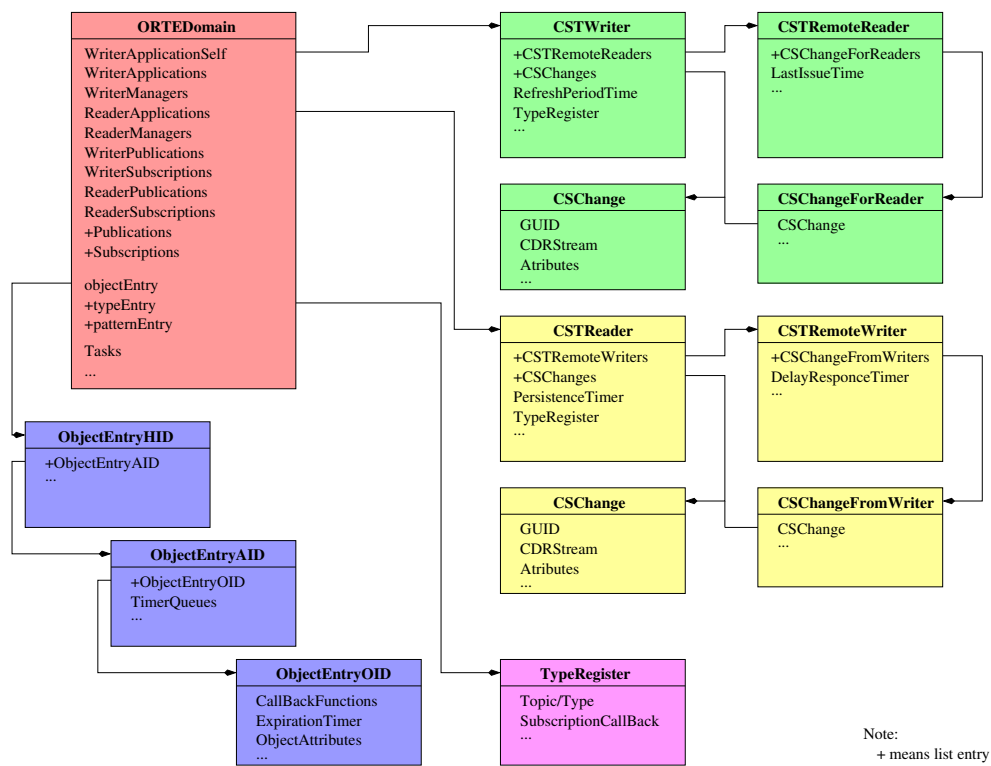 ORTEDomain
WriterApplicationSelf
WriterApplications
WriterManagers
ReaderApplications
ReaderManagers
WriterPublications
WriterSubscriptions
ReaderPublications
ReaderSubscriptions
+Publications
+Subscriptions
objectEntry
+typeEntry
+patternEntry
Tasks
...
CSTWriter
+CSTRemoteReaders
+CSChanges
RefreshPeriodTime
TypeRegister
...
CSTRemoteReader
+CSChangeForReaders
LastIssueTime
...
CSChange
GUID
CDRStream
Atributes
...
CSChangeForReader
CSChange
...
CSTReader
+CSTRemoteWriters
+CSChanges
PersistenceTimer
TypeRegister
...
CSTRemoteWriter
+CSChangeFromWriters
DelayResponceTimer
...
CSChange
GUID
CDRStream
Atributes
...
CSChangeFromWriter
CSChange
...
ObjectEntryHID
+ObjectEntryAID
...
ObjectEntryAID
+ObjectEntryOID
TimerQueues
...
ObjectEntryOID
CallBackFunctions
ExpirationTimer
ObjectAttributes
...
TypeRegister
Topic/Type
SubscriptionCallBack
...
Note:
+ means list entry